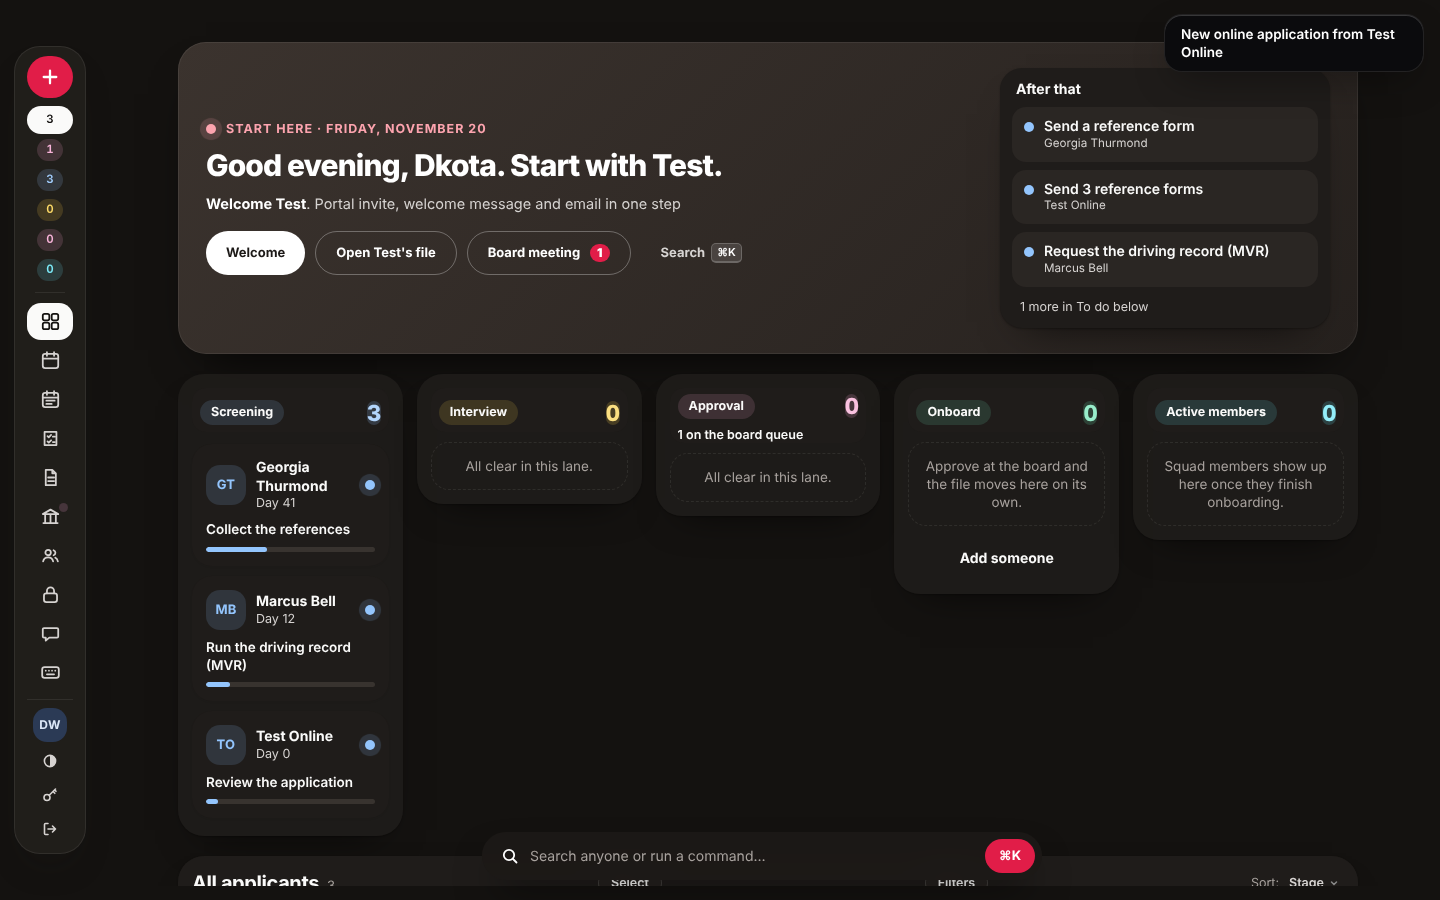 New online application from Test
Online
3
1
3
0
0
0
DW
START HERE · FRIDAY, NOVEMBER 20
Good evening, Dkota. Start with Test.
Welcome Test. Portal invite, welcome message and email in one step
Welcome
Open Test's file
Board meeting 1
Search ⌘K
After that
Send a reference form
Georgia Thurmond
Send 3 reference forms
Test Online
Request the driving record (MVR)
Marcus Bell
1 more in To do below
Screening 3
GT
Georgia
Thurmond
Day 41
Collect the references
MB
Marcus Bell
Day 12
Run the driving record
(MVR)
TO
Test Online
Day 0
Review the application
Interview 0
All clear in this lane.
Approval 0
1 on the board queue
All clear in this lane.
Onboard 0
Approve at the board and
the file moves here on its
own.
Add someone
Active members 0
Squad members show up
here once they finish
onboarding.
Search anyone or run a command... ⌘K
All applicants 3
Select
Filters
Sort: Stage